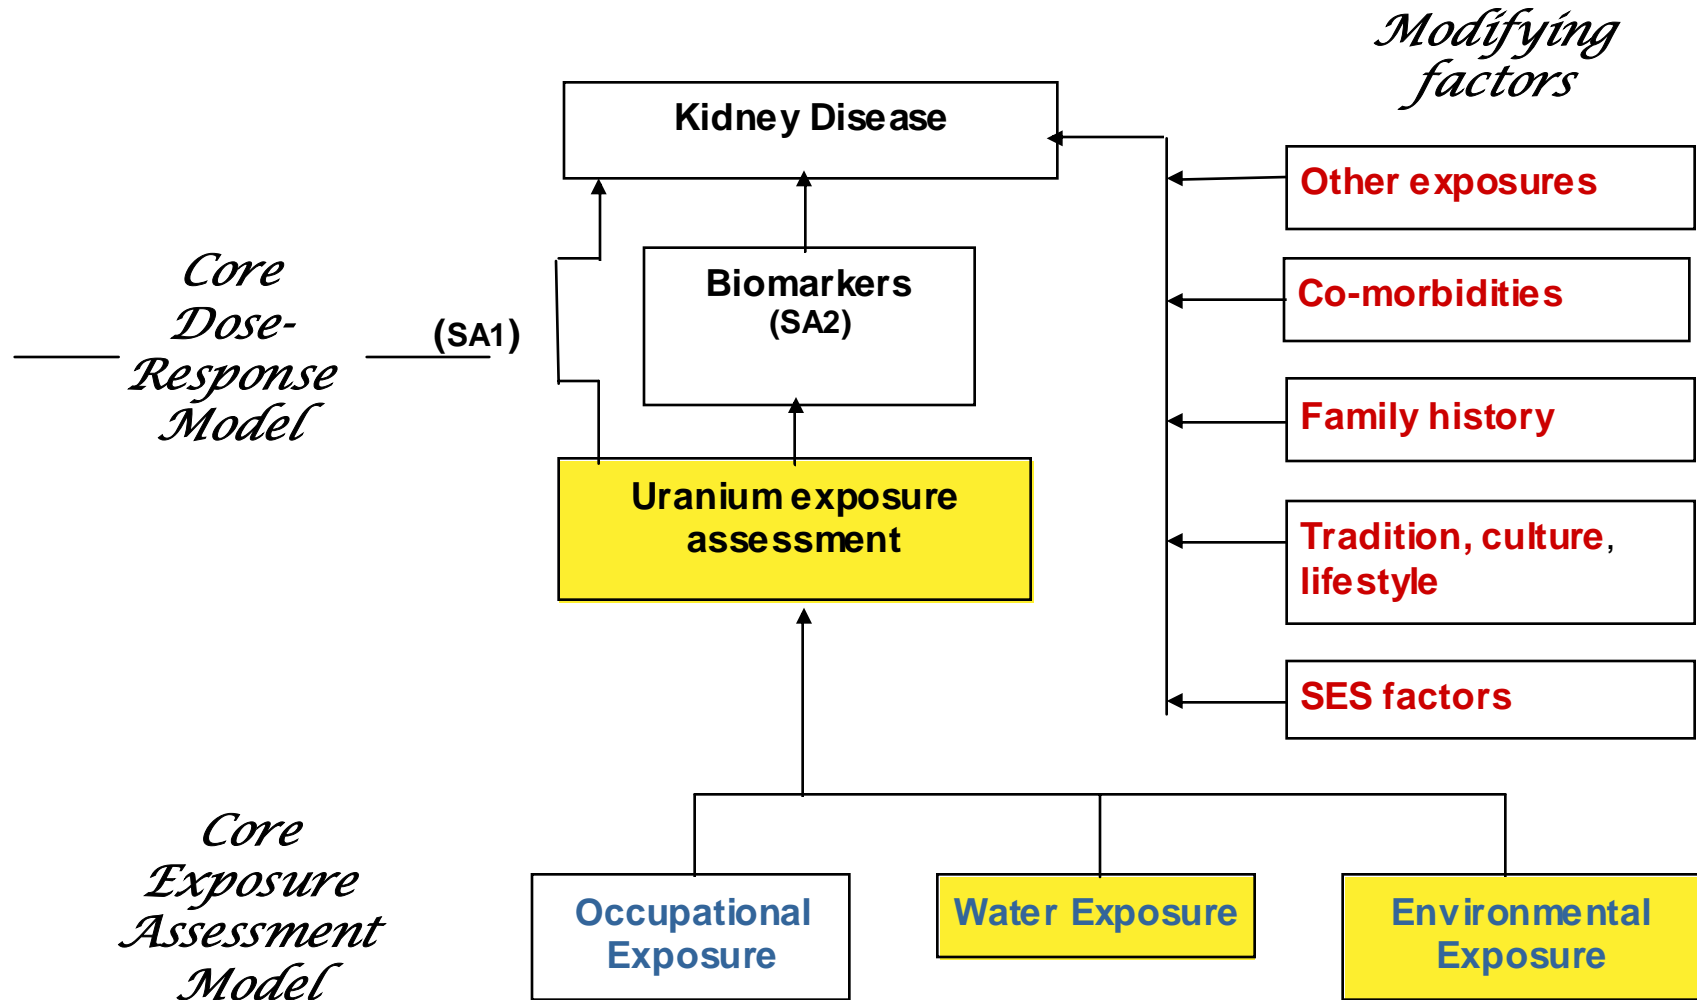 Modifying
factors
Kidney Disease
Other exposures
Co-morbidities
Family history
Tradition, culture,
lifestyle
SES factors
Core
Dose-
Response
Model
(SA1)
Biomarkers
(SA2)
Uranium exposure
assessment
Core
Exposure
Assessment
Model
Occupational
Exposure
Water Exposure
Environmental
Exposure